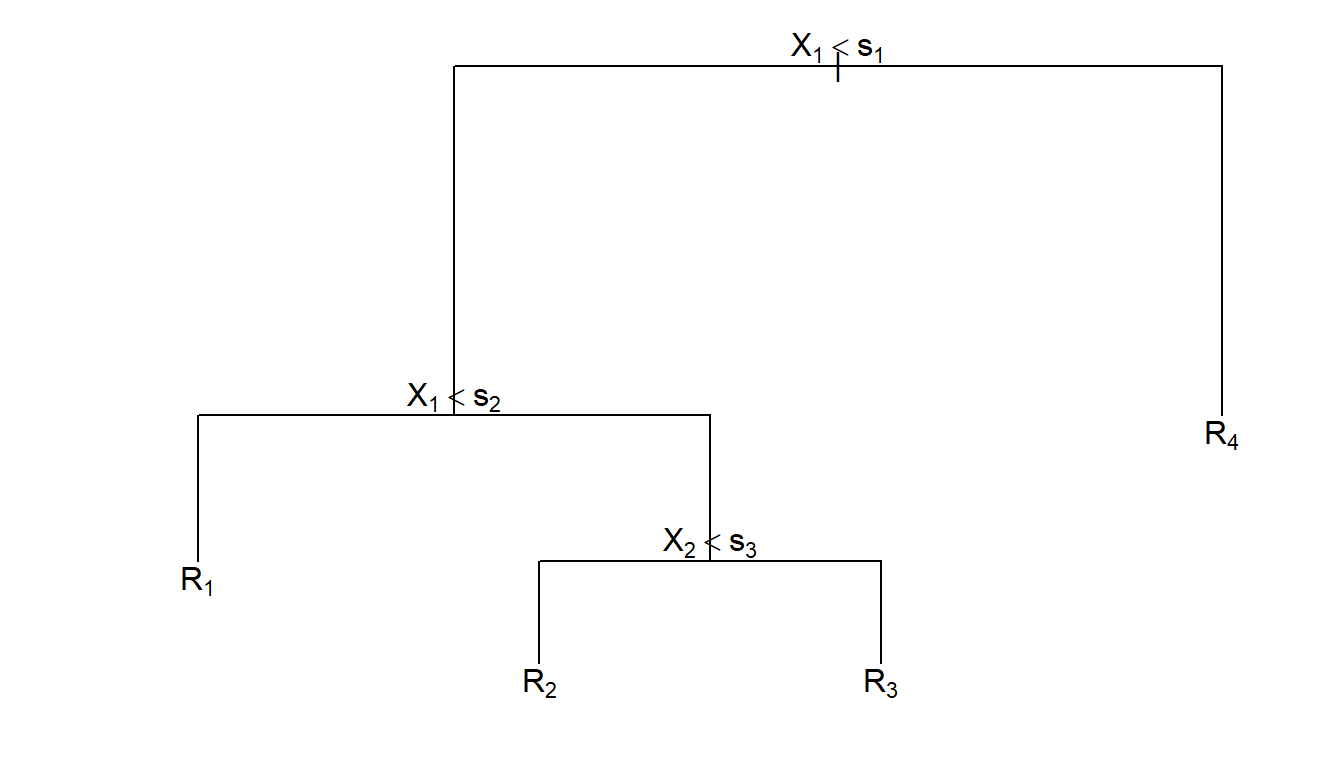 X₁ < s₁
X₁ < s₂
R₄
X₂ < s₃
R₁
R₂
R₃